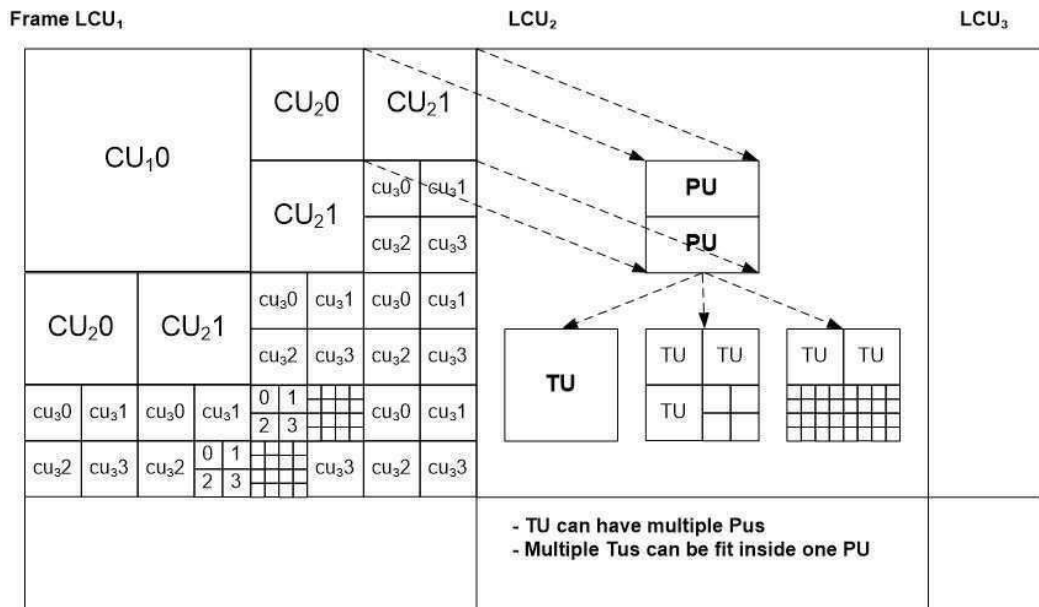 Frame LCU₁ LCU₂ LCU₃
CU₁0
CU₂0
CU₂1
CU₂1
cu₃0 cu₃1
cu₃2 cu₃3
CU₂0
CU₂1
cu₃0 cu₃1 cu₃0 cu₃1
cu₃2 cu₃3 cu₃2 cu₃3
cu₃0 cu₃1 cu₃0 cu₃1 0 1 cu₃0 cu₃1
2 3
cu₃2 cu₃3 cu₃2 0 1 cu₃3 cu₃2 cu₃3
2 3
PU
PU
TU
TU TU
TU
TU TU
- TU can have multiple Pus
- Multiple Tus can be fit inside one PU